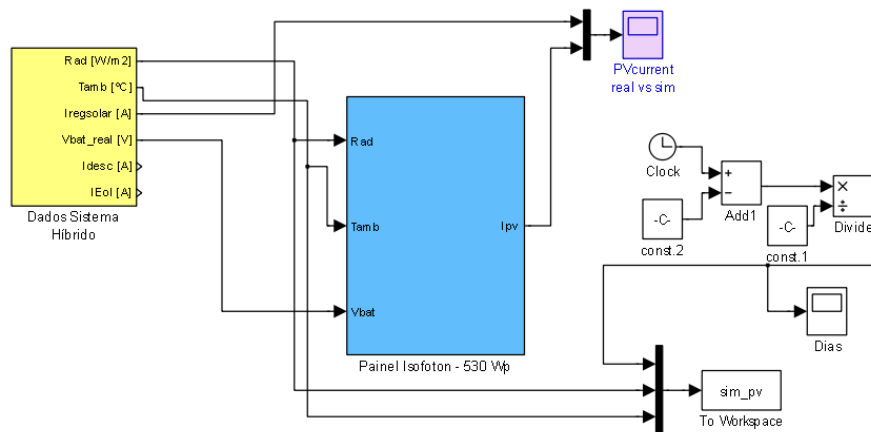 Rad [W/m2]
Tamb [ºC]
Iregsolar [A]
Vbat_real [V]
Idesc [A]
IEol [A]
Dados Sistema
Híbrido
Rad
Tamb
Vbat
Ipv
Painel Isofoton - 530 Wp
PVcurrent
real vs sim
Clock
+
−
Add1
-C-
const.2
-C-
const.1
×
÷
Divide
Dias
sim_pv
To Workspace